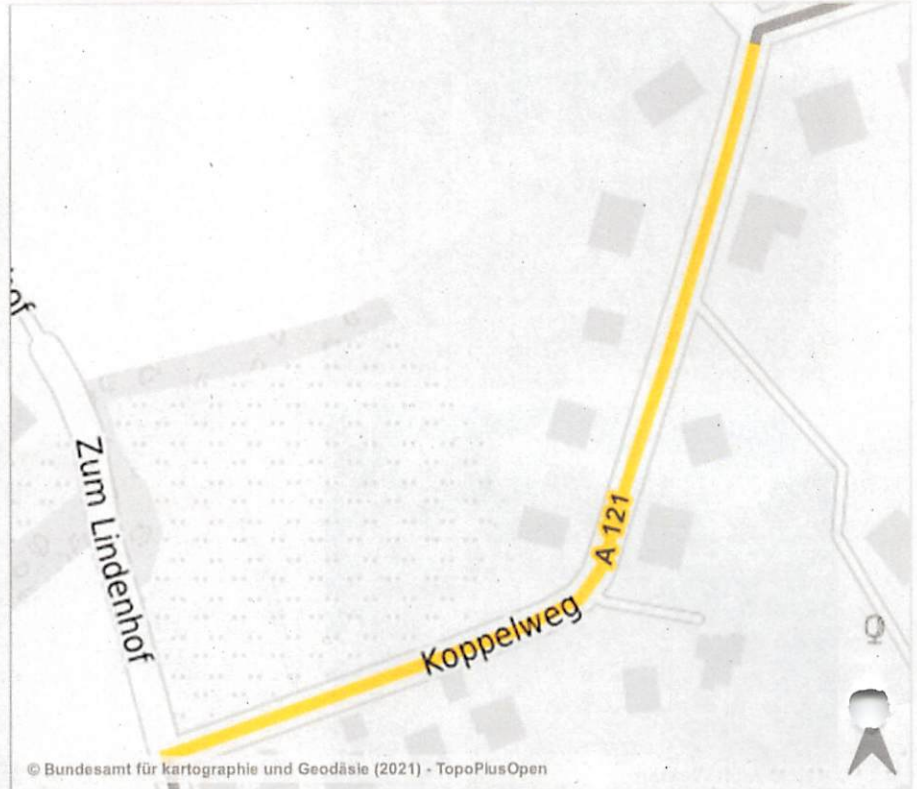 Zum Lindenhof
A 121
Koppelweg
© Bundesamt für kartographie und Geodäsie (2021) - TopoPlusOpen